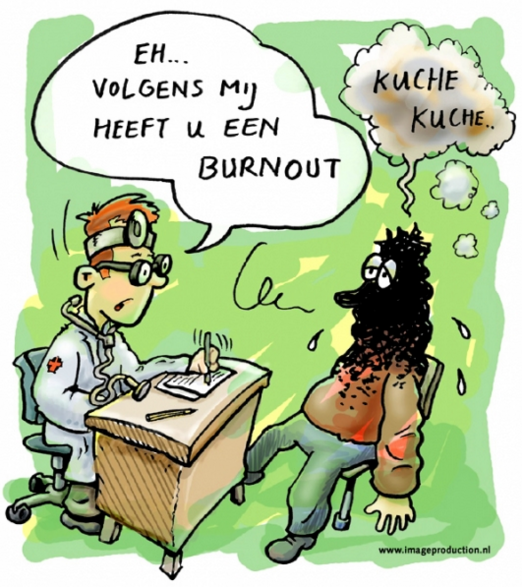 EH...
VOLGENS MIJ
HEEFT U EEN
BURNOUT
KUCHE
KUCHE..
www.imageproduction.nl